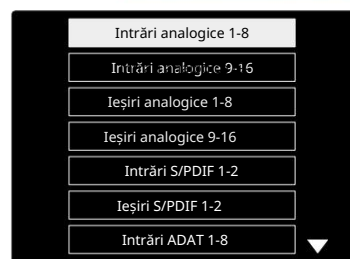 Intrări analogice 1-8
Intrări analogice 9-16
Ieșiri analogice 1-8
Ieșiri analogice 9-16
Intrări S/PDIF 1-2
Ieșiri S/PDIF 1-2
Intrări ADAT 1-8